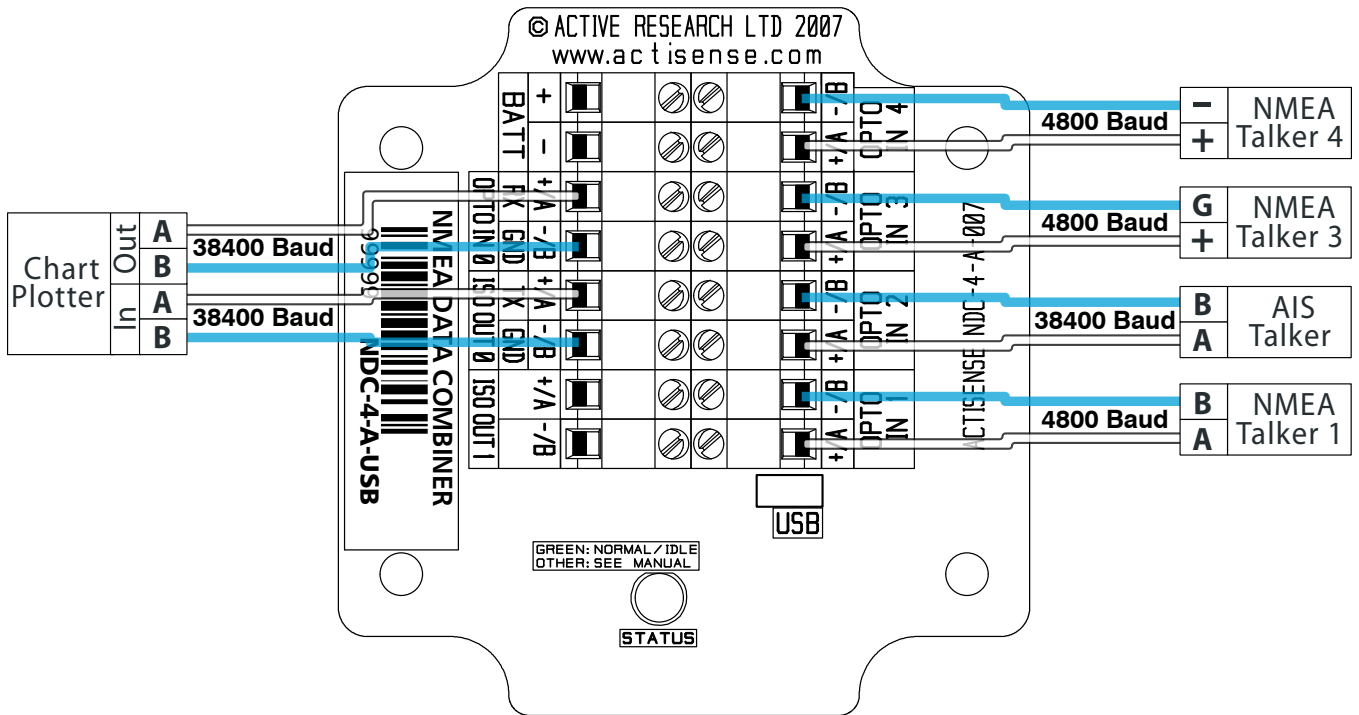 © ACTIVE RESEARCH LTD 2007
www.actisense.com
BATT
+
-
OPTO IN 0
RX
GND
A/+
-/B
ISO OUT 0
TX
GND
+/A
-/B
ISO OUT 1
+/A
-/B
OPTO
IN 4
-/B
+/A
OPTO
IN 3
-/B
+/A
OPTO
IN 2
-/B
+/A
OPTO
IN 1
-/B
+/A
ACTISENSE NDC-4-A-007
NMEA DATA COMBINER
NDC-4-A-USB
Chart
Plotter
Out
A
B
In
A
B
38400 Baud
38400 Baud
4800 Baud
-
+
NMEA
Talker 4
4800 Baud
G
+
NMEA
Talker 3
38400 Baud
B
A
AIS
Talker
4800 Baud
B
A
NMEA
Talker 1
USB
GREEN: NORMAL/IDLE
OTHER: SEE MANUAL
STATUS